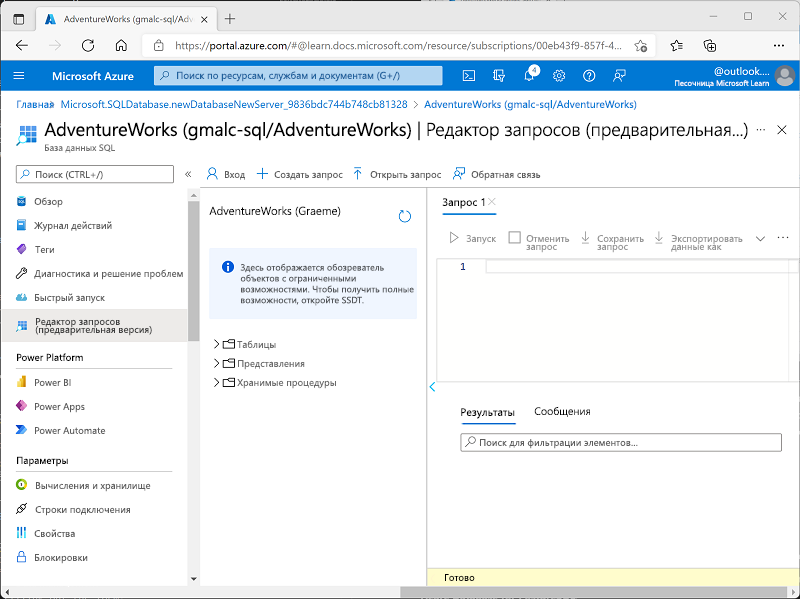 AdventureWorks (gmalc-sql/Adv
https://portal.azure.com/#@learn.docs.microsoft.com/resource/subscriptions/00eb43f9-857f-4...
Microsoft Azure
Поиск по ресурсам, службам и документам (G+/)
4
@outlook....
Песочница Microsoft Learn
Главная
Microsoft.SQLDatabase.newDatabaseNewServer_9836bdc744b748cb81328 > AdventureWorks (gmalc-sql/AdventureWorks)
AdventureWorks (gmalc-sql/AdventureWorks) | Редактор запросов (предварительная...)
База данных SQL
Поиск (CTRL+/)
Вход
Создать запрос
Открыть запрос
Обратная связь
Обзор
Журнал действий
Теги
Диагностика и решение проблем
Быстрый запуск
Редактор запросов
(предварительная версия)
Power Platform
Power BI
Power Apps
Power Automate
Параметры
Вычисления и хранилище
Строки подключения
Свойства
Блокировки
AdventureWorks (Graeme)
Здесь отображается обозреватель
объектов с ограниченными
возможностями. Чтобы получить полные
возможности, откройте SSDT.
Таблицы
Представления
Хранимые процедуры
Запрос 1
Запуск
Отменить
запрос
Сохранить
запрос
Экспортировать
данные как
1
Результаты
Сообщения
Поиск для фильтрации элементов...
Готово